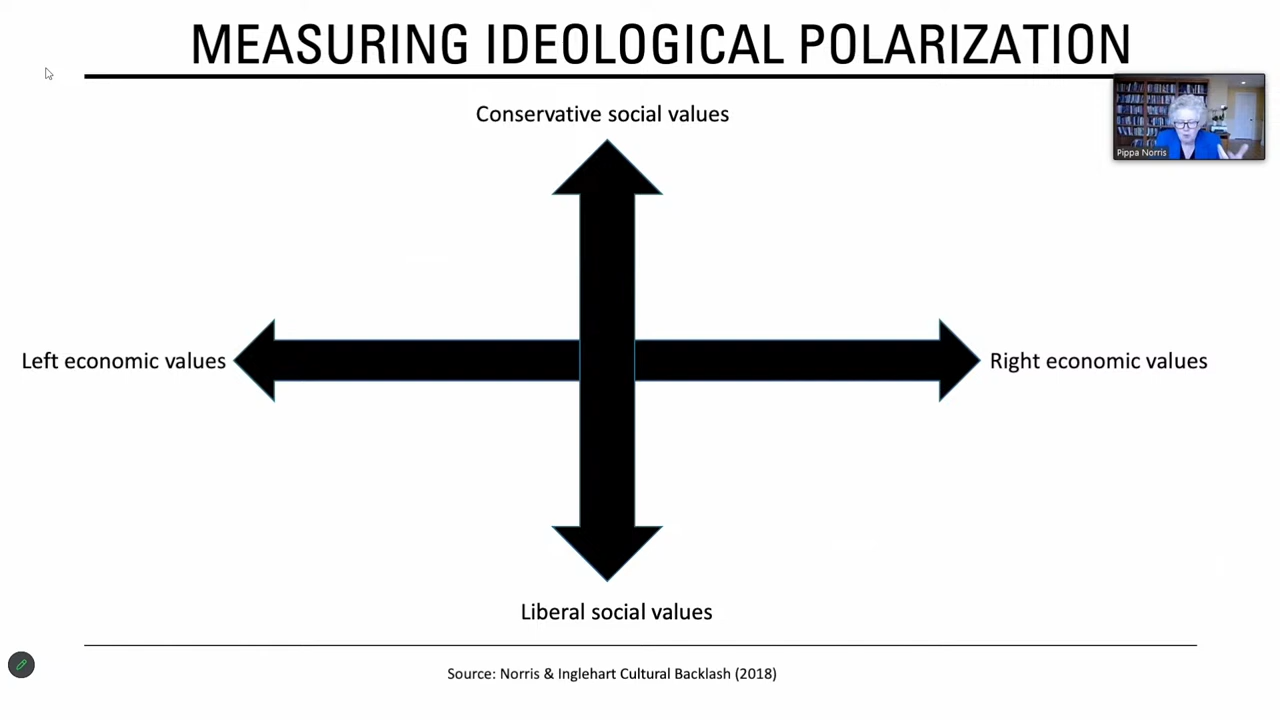 MEASURING IDEOLOGICAL POLARIZATION
Conservative social values
Pippa Norris
Left economic values
Right economic values
Liberal social values
Source: Norris & Inglehart Cultural Backlash (2018)